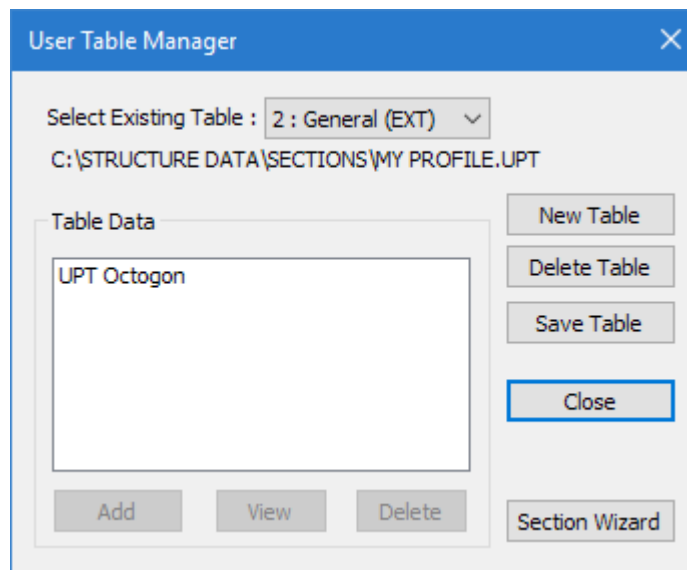 User Table Manager
Select Existing Table : 2 : General (EXT)
C:\STRUCTURE DATA\SECTIONS\MY PROFILE.UPT
Table Data
UPT Octogon
New Table
Delete Table
Save Table
Close
Add View Delete
Section Wizard